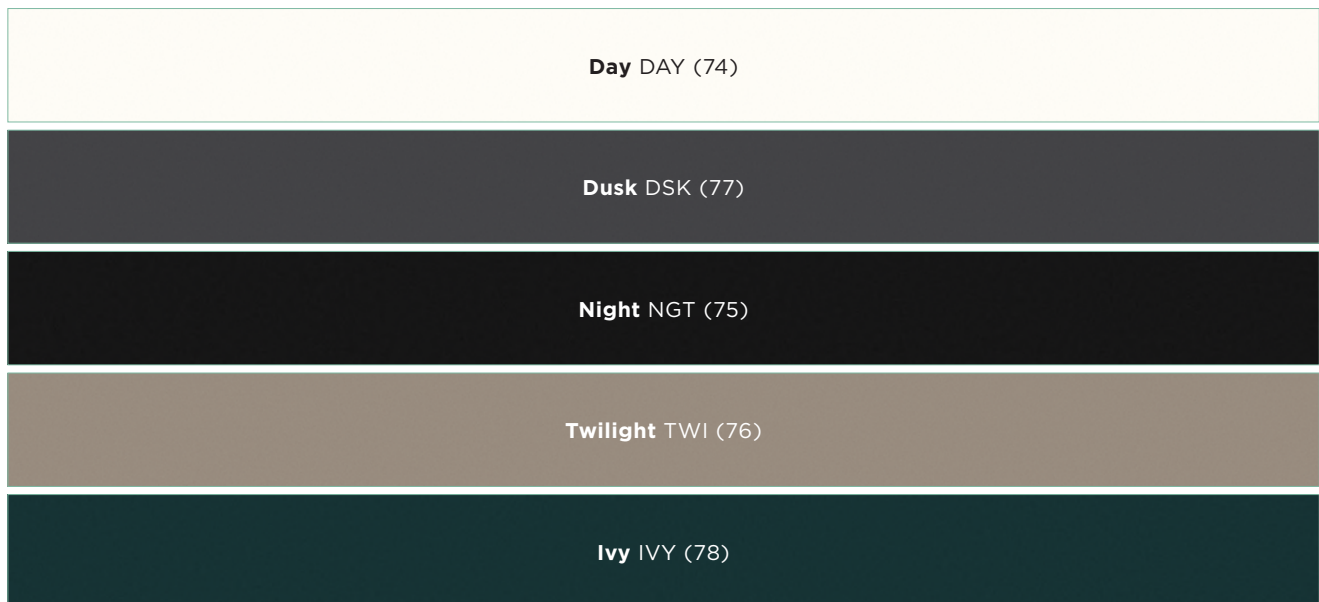 Day DAY (74)
Dusk DSK (77)
Night NGT (75)
Twilight TWI (76)
Ivy IVY (78)